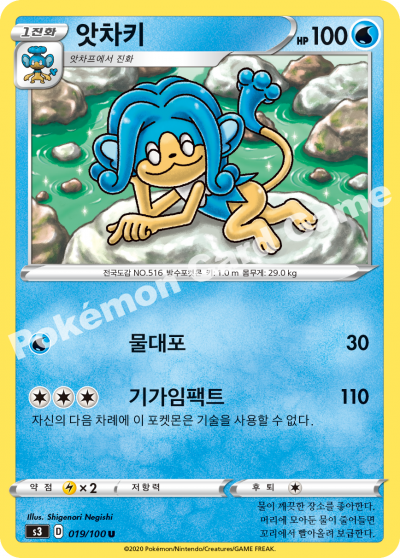 1진화
앗차키
HP 100
앗차프에서 진화
전국도감 NO.516 방수포켓몬 키: 1.0 m 몸무게: 29.0 kg
Pokémon Card Game
물대포 30
기가임팩트 110
자신의 다음 차례에 이 포켓몬은 기술을 사용할 수 없다.
약점 ×2 저항력 후퇴
Illus. Shigenori Negishi
S3 D 019/100 U
물이 깨끗한 장소를 좋아한다.
머리에 모아둔 물이 줄어들면
꼬리에서 빨아올려 보급한다.
©2020 Pokémon/Nintendo/Creatures/GAME FREAK.